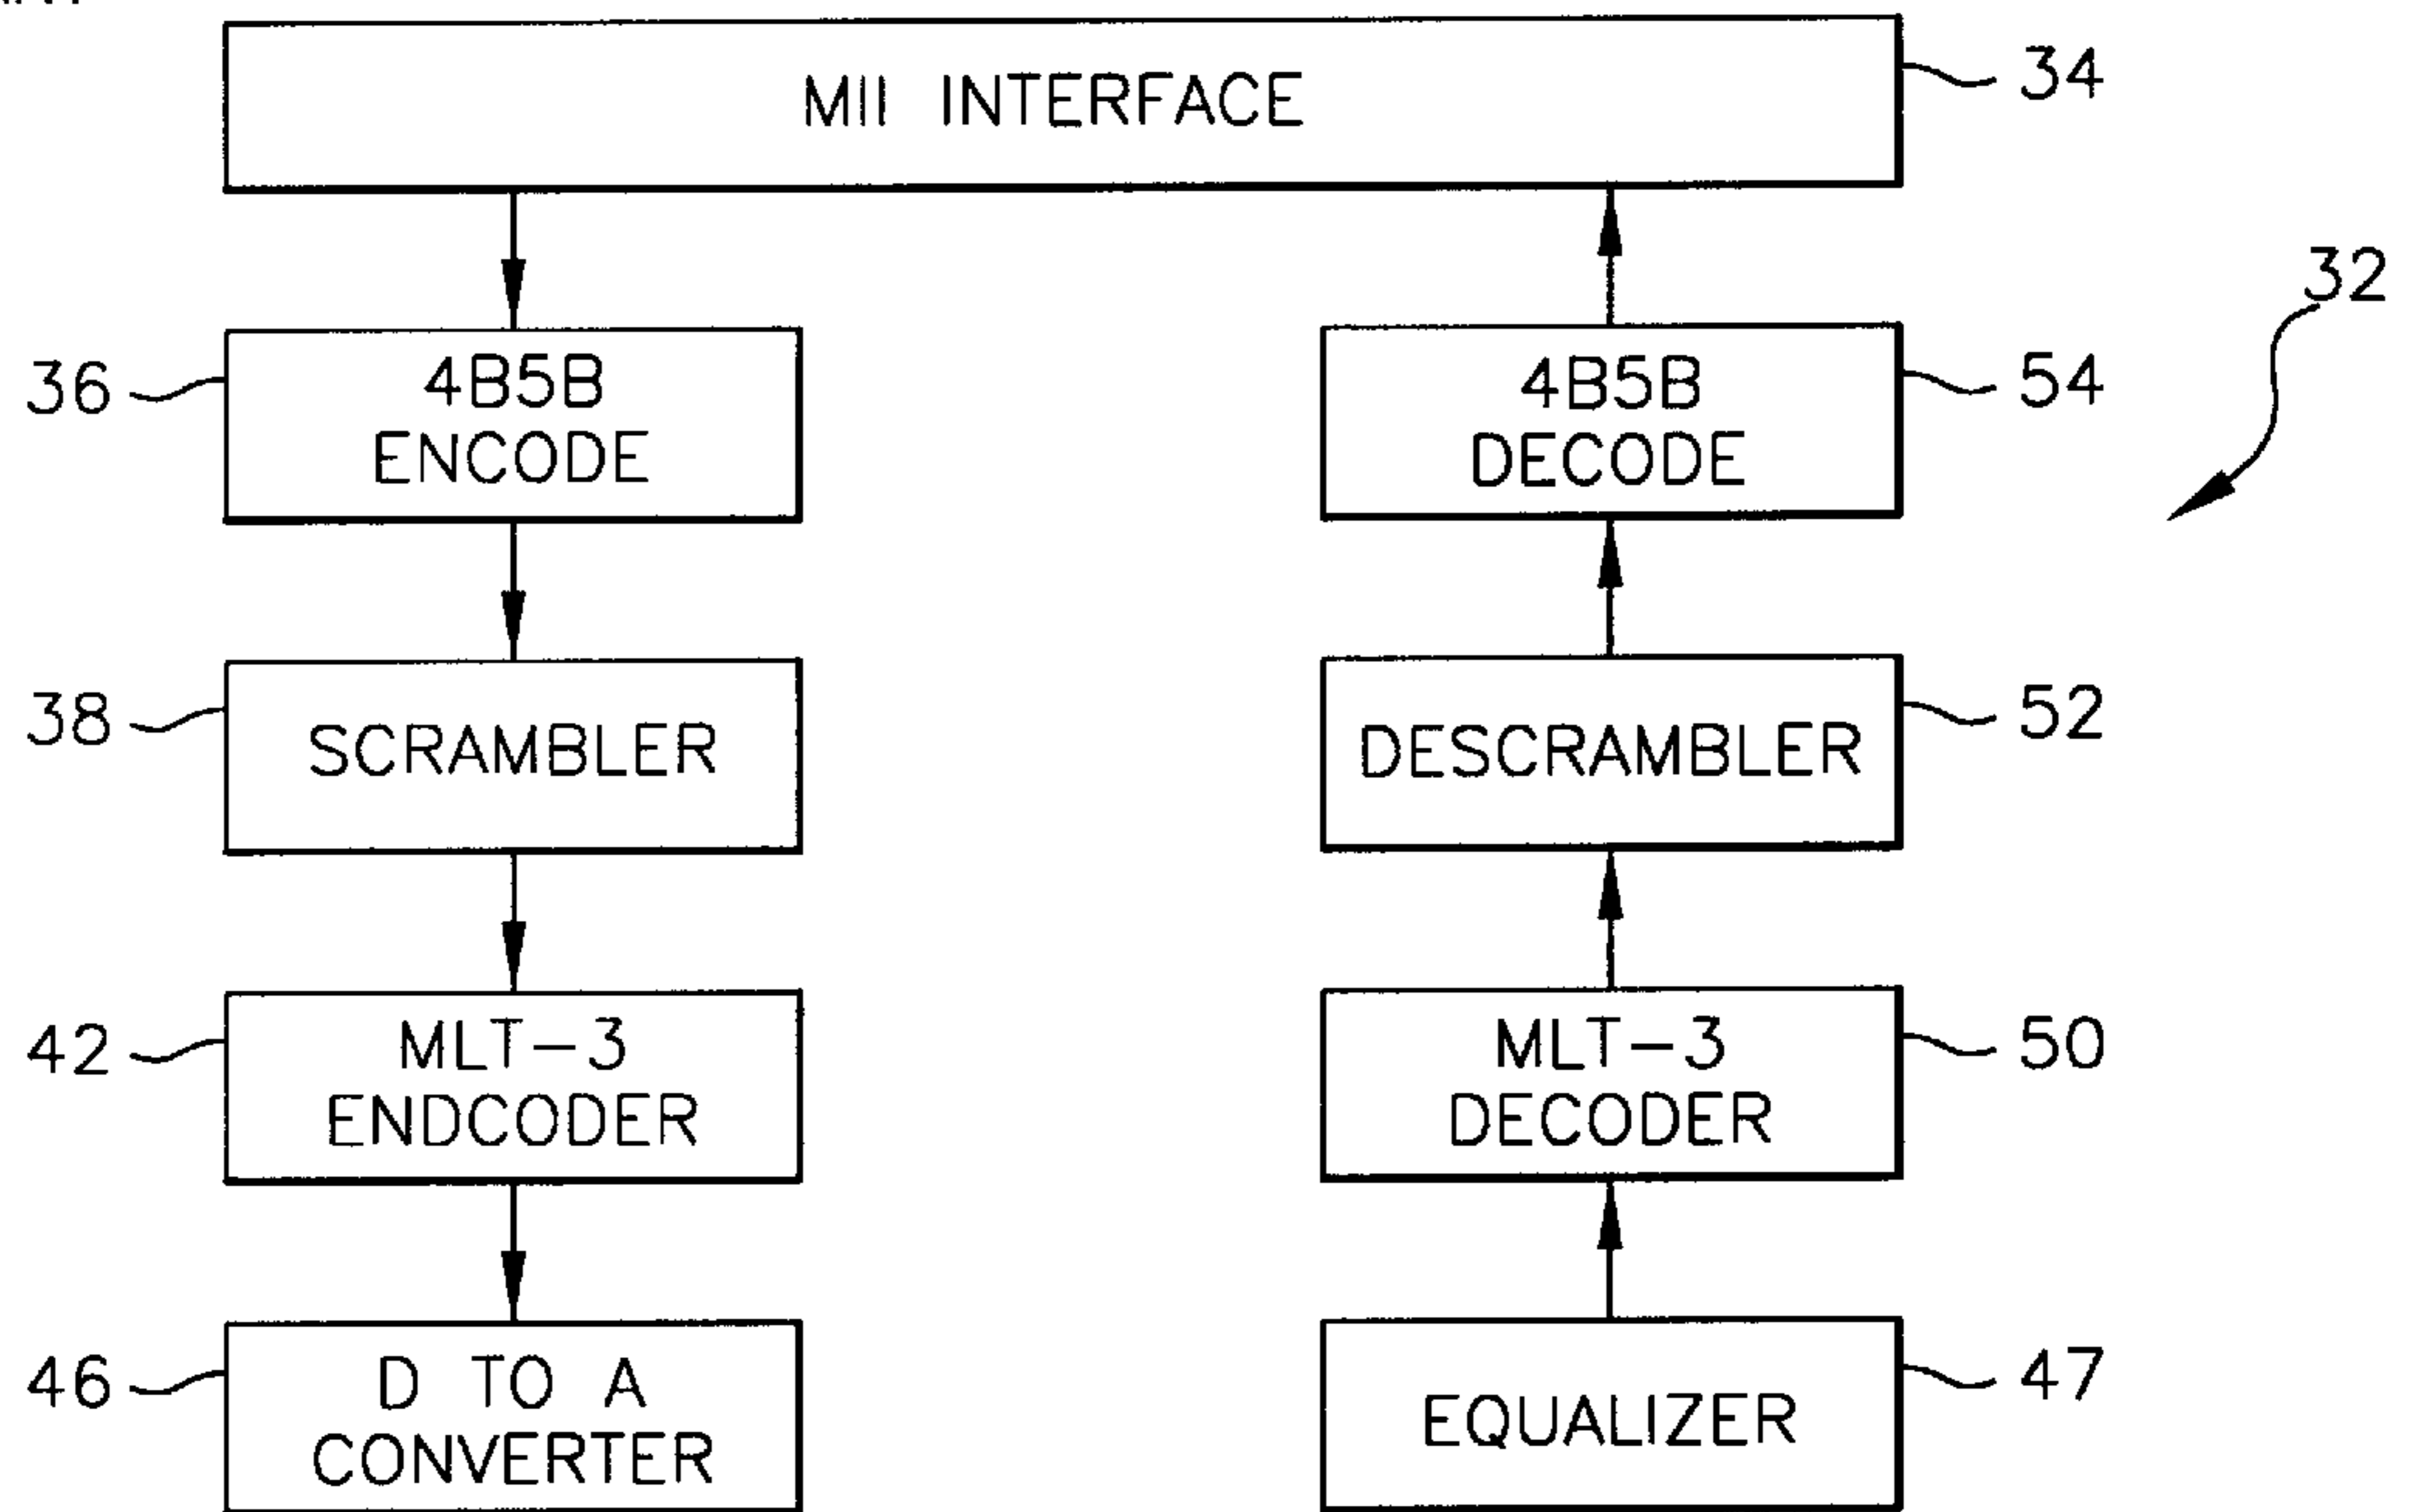 MII INTERFACE
34
32
36
4B5B
ENCODE
4B5B
DECODE
54
38
SCRAMBLER
DESCRAMBLER
52
42
MLT-3
ENDCODER
MLT-3
DECODER
50
46
D TO A
CONVERTER
EQUALIZER
47